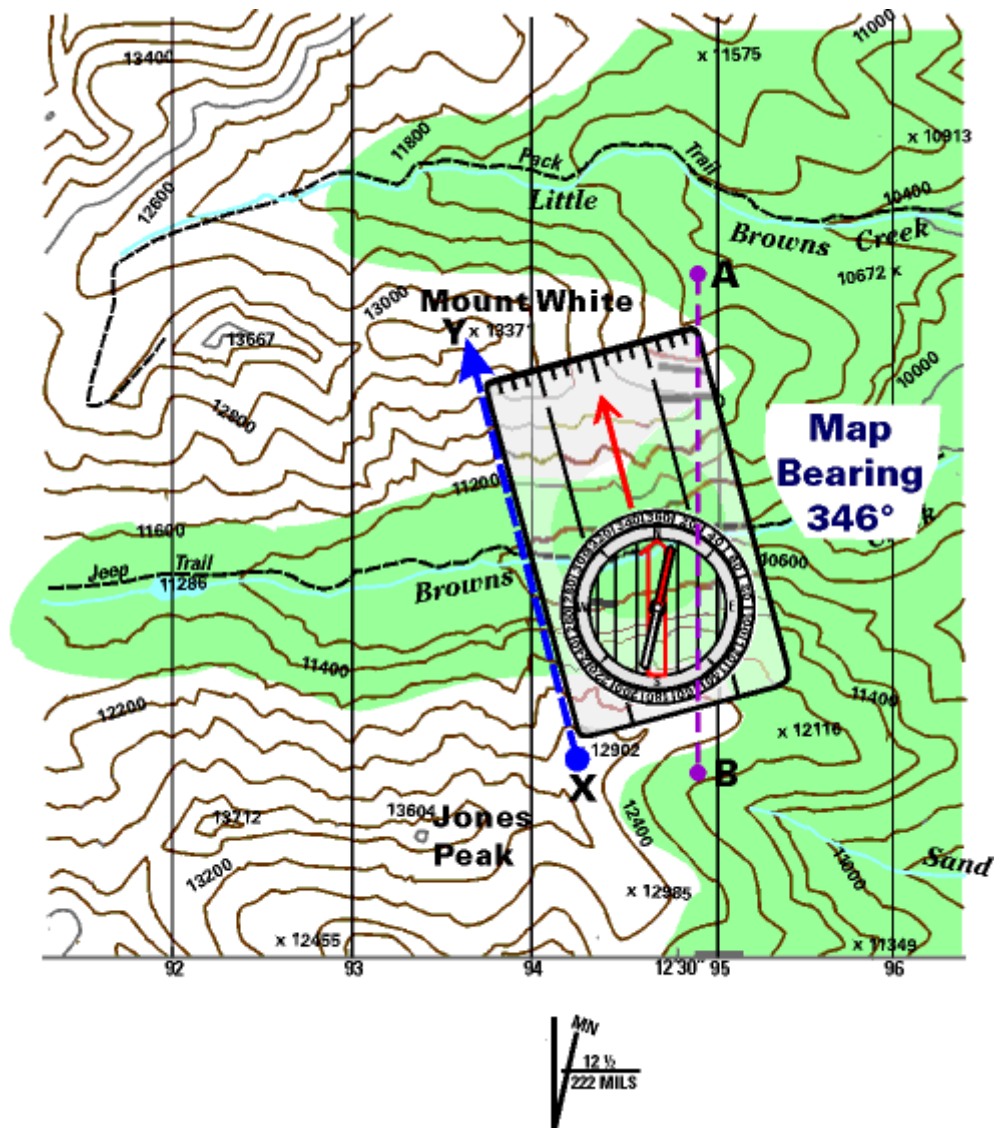 11000
x 11575
13400
11800
x 10913
Pack
Trail
12600
Little
10400
Browns Creek
10672 x
13000
Mount White
Y x 1337
13667
10000
12800
Map
Bearing
346°
11200
11600
Jeep Trail
11286
Browns
10600
11400
12200
11400
x 12116
12902
X
A
B
13712
13604
Jones
Peak
12400
13200
13000
Sand
x 12985
x 12455
x 11349
92
93
94
12'30"
95
96
N
E
S
W
MN
12 ½
222 MILS